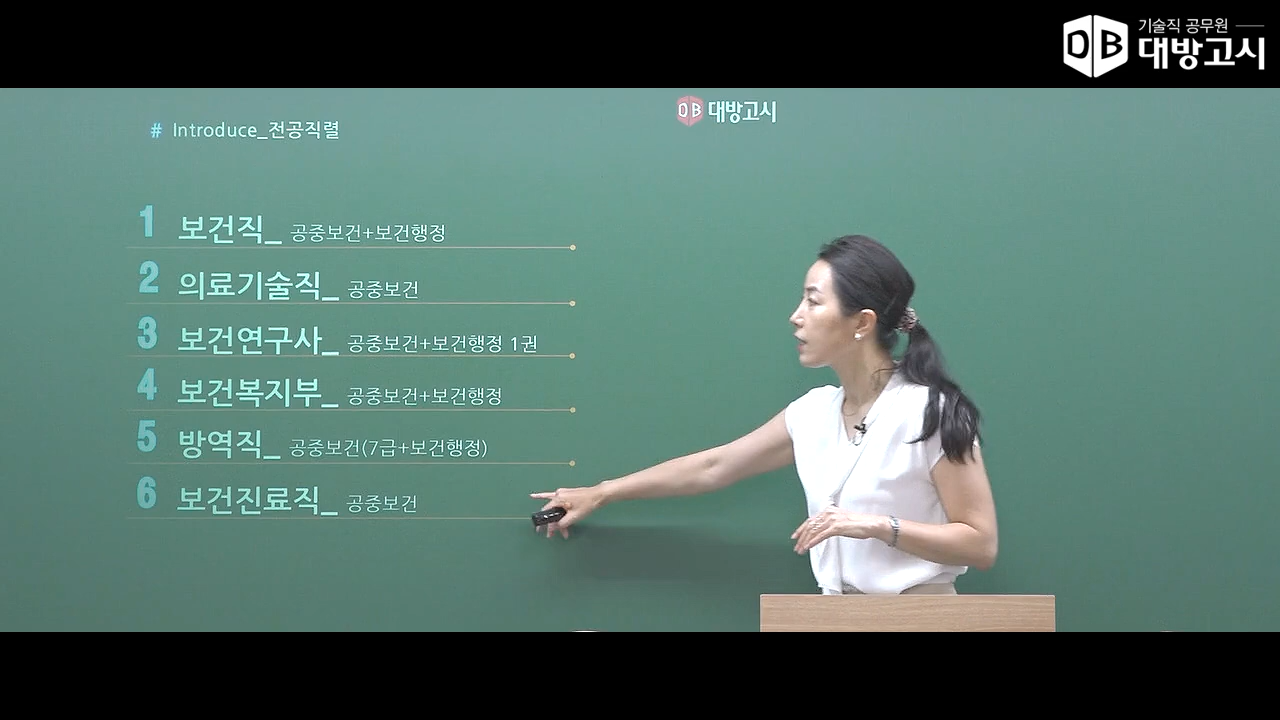 기술직 공무원
DB 대방고시
DB 대방고시
# Introduce_전공직렬
1 보건직_ 공중보건+보건행정
2 의료기술직_ 공중보건
3 보건연구사_ 공중보건+보건행정 1권
4 보건복지부_ 공중보건+보건행정
5 방역직_ 공중보건(7급+보건행정)
6 보건진료직_ 공중보건